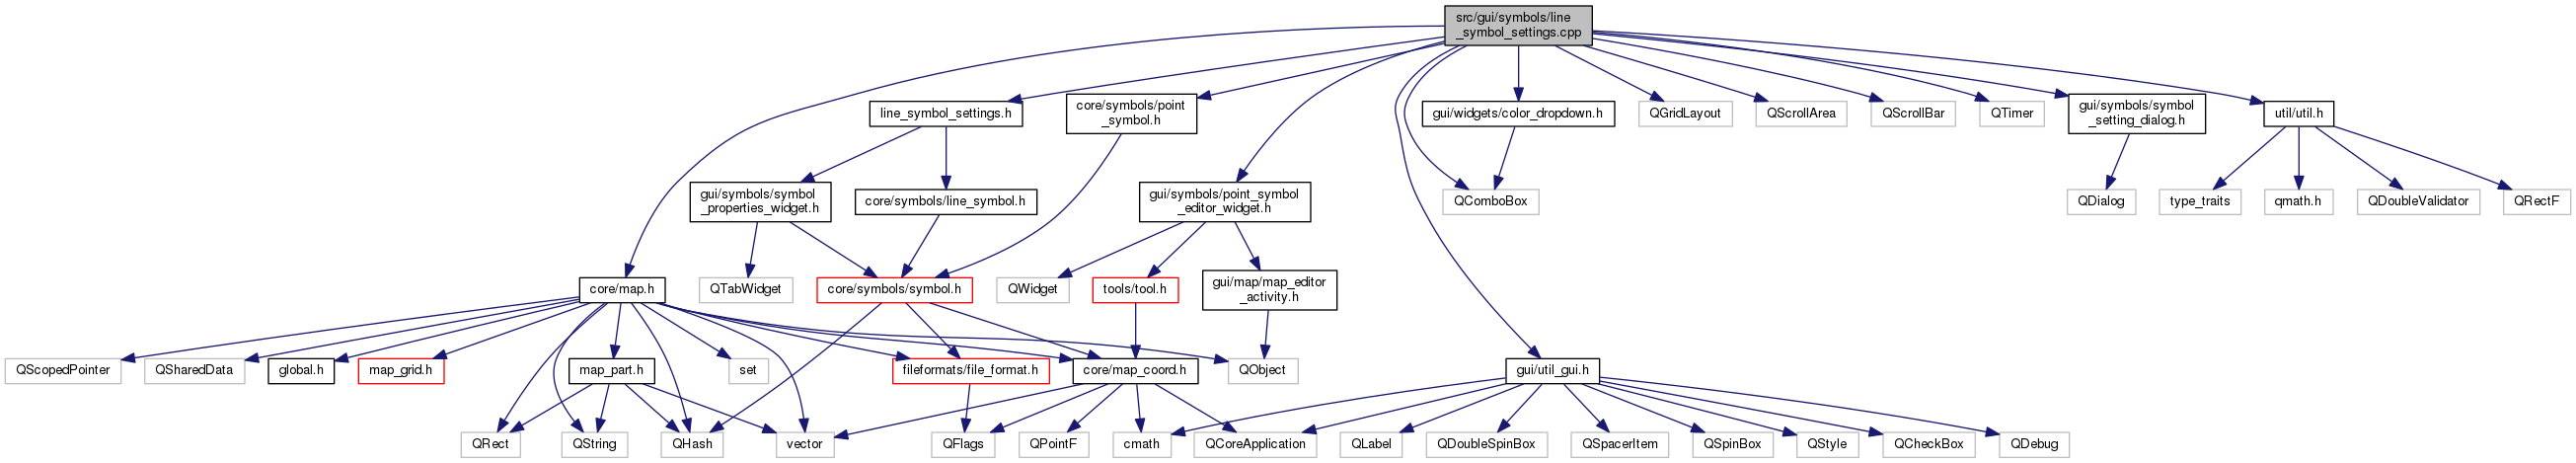 src/gui/symbols/line
_symbol_settings.cpp
line_symbol_settings.h
core/symbols/point
_symbol.h
gui/widgets/color_dropdown.h
QGridLayout
QScrollArea
QScrollBar
QTimer
gui/symbols/symbol
_setting_dialog.h
util/util.h
gui/symbols/symbol
_properties_widget.h
core/symbols/line_symbol.h
gui/symbols/point_symbol
_editor_widget.h
QComboBox
QDialog
type_traits
qmath.h
QDoubleValidator
QRectF
core/map.h
QTabWidget
core/symbols/symbol.h
QWidget
tools/tool.h
gui/map/map_editor
_activity.h
QScopedPointer
QSharedData
global.h
map_grid.h
map_part.h
set
fileformats/file_format.h
core/map_coord.h
QObject
gui/util_gui.h
QRect
QString
QHash
vector
QFlags
QPointF
cmath
QCoreApplication
QLabel
QDoubleSpinBox
QSpacerItem
QSpinBox
QStyle
QCheckBox
QDebug